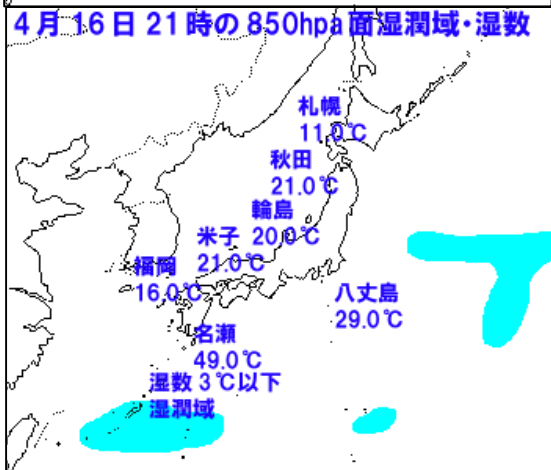 4月16日21時の850hpa面湿潤域・湿数
札幌
11.0℃
秋田
21.0℃
輪島
20.0℃
米子
21.0℃
福岡
16.0℃
八丈島
29.0℃
名瀬
49.0℃
湿数3℃以下
湿潤域